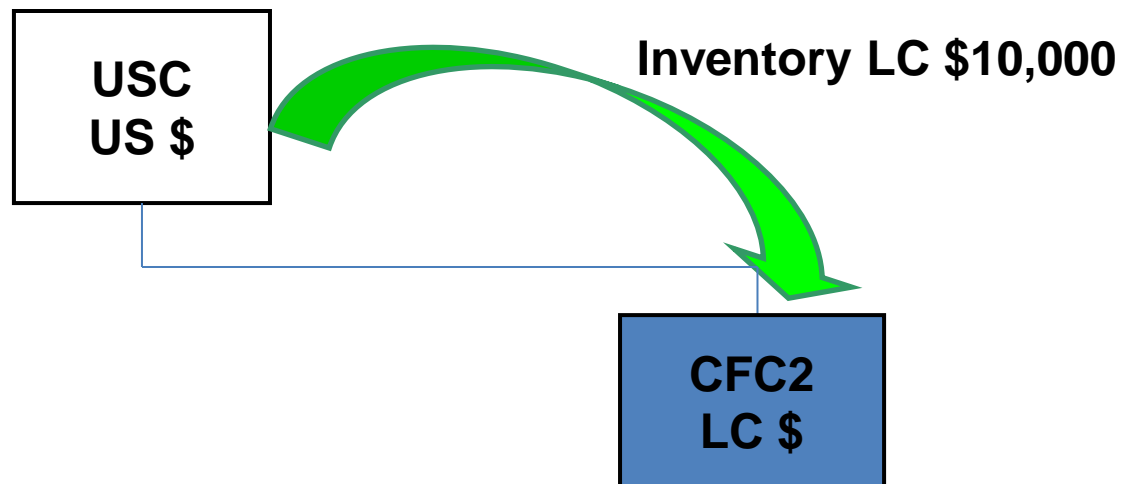 USC
US $
Inventory LC $10,000
CFC2
LC $